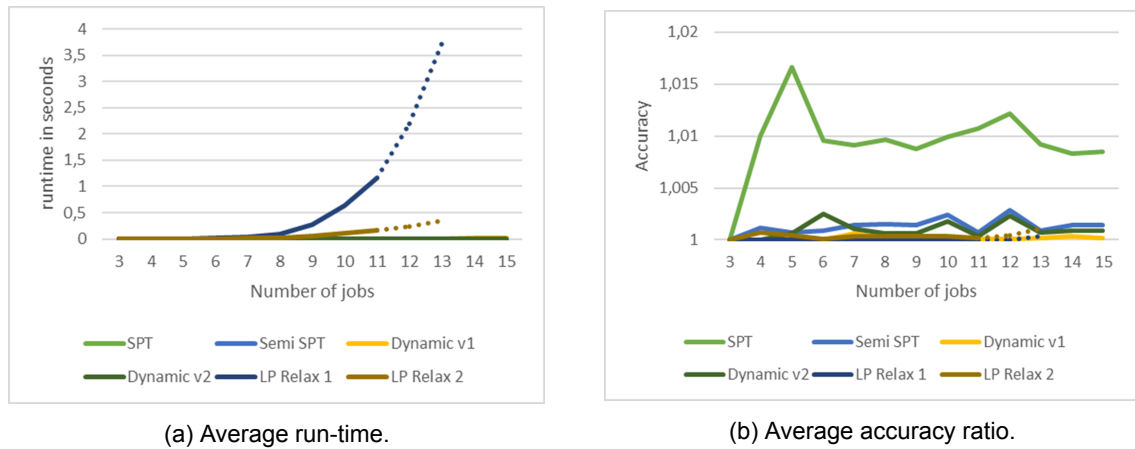 4
3,5
3
2,5
2
1,5
1
0,5
0
runtime in seconds
3 4 5 6 7 8 9 10 11 12 13 14 15
Number of jobs
SPT Semi SPT Dynamic v1
Dynamic v2 LP Relax 1 LP Relax 2
(a) Average run-time.
1,02
1,015
1,01
1,005
1
Accuracy
3 4 5 6 7 8 9 10 11 12 13 14 15
Number of jobs
SPT Semi SPT Dynamic v1
Dynamic v2 LP Relax 1 LP Relax 2
(b) Average accuracy ratio.